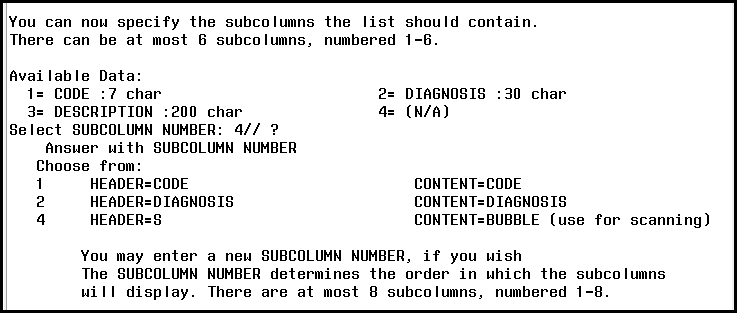 You can now specify the subcolumns the list should contain.
There can be at most 6 subcolumns, numbered 1-6.
Available Data:
1= CODE :7 char 2= DIAGNOSIS :30 char
3= DESCRIPTION :200 char 4= (N/A)
Select SUBCOLUMN NUMBER: 4// ?
Answer with SUBCOLUMN NUMBER
Choose from:
1 HEADER=CODE CONTENT=CODE
2 HEADER=DIAGNOSIS CONTENT=DIAGNOSIS
4 HEADER=S CONTENT=BUBBLE (use for scanning)
You may enter a new SUBCOLUMN NUMBER, if you wish
The SUBCOLUMN NUMBER determines the order in which the subcolumns
will display. There are at most 8 subcolumns, numbered 1-8.